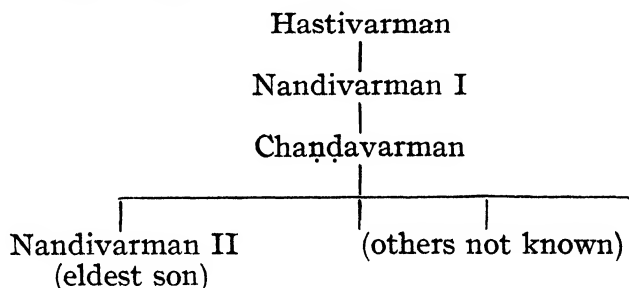 Hastivarman
Nandivarman I
Chaṇḍavarman
Nandivarman II (others not known)
(eldest son)